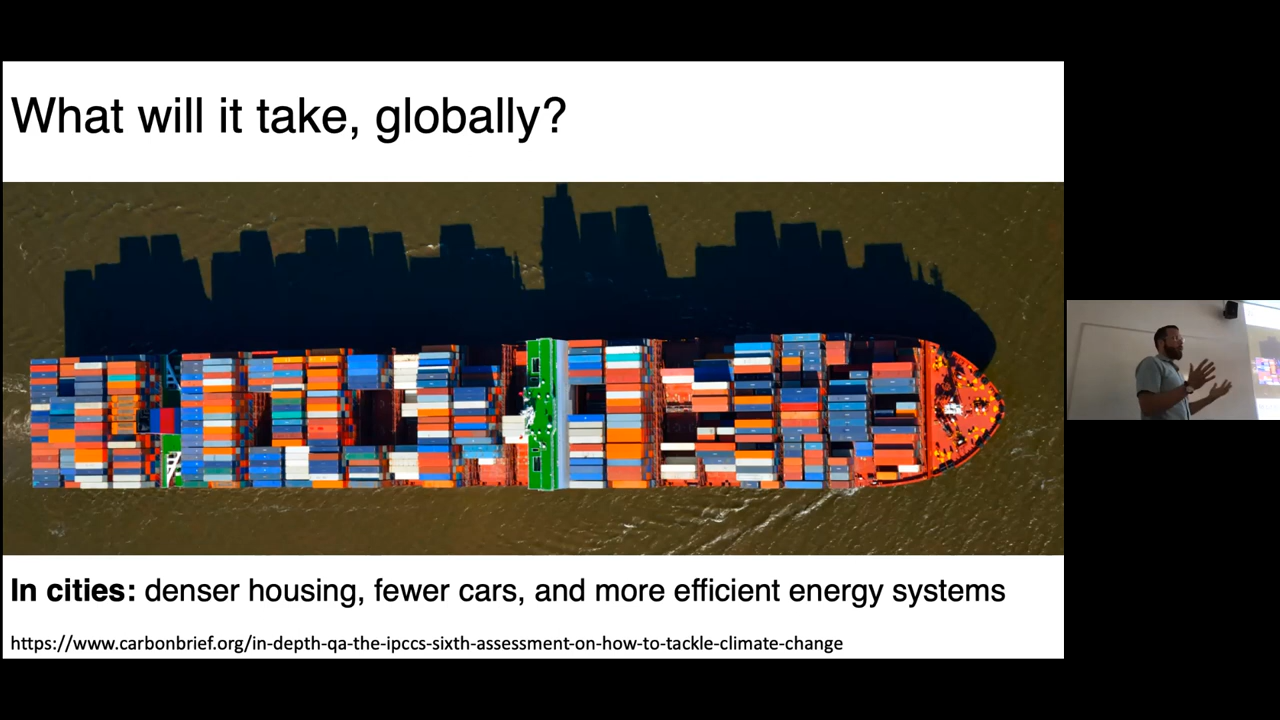 What will it take, globally?
In cities: denser housing, fewer cars, and more efficient energy systems
https://www.carbonbrief.org/in-depth-qa-the-ipccs-sixth-assessment-on-how-to-tackle-climate-change